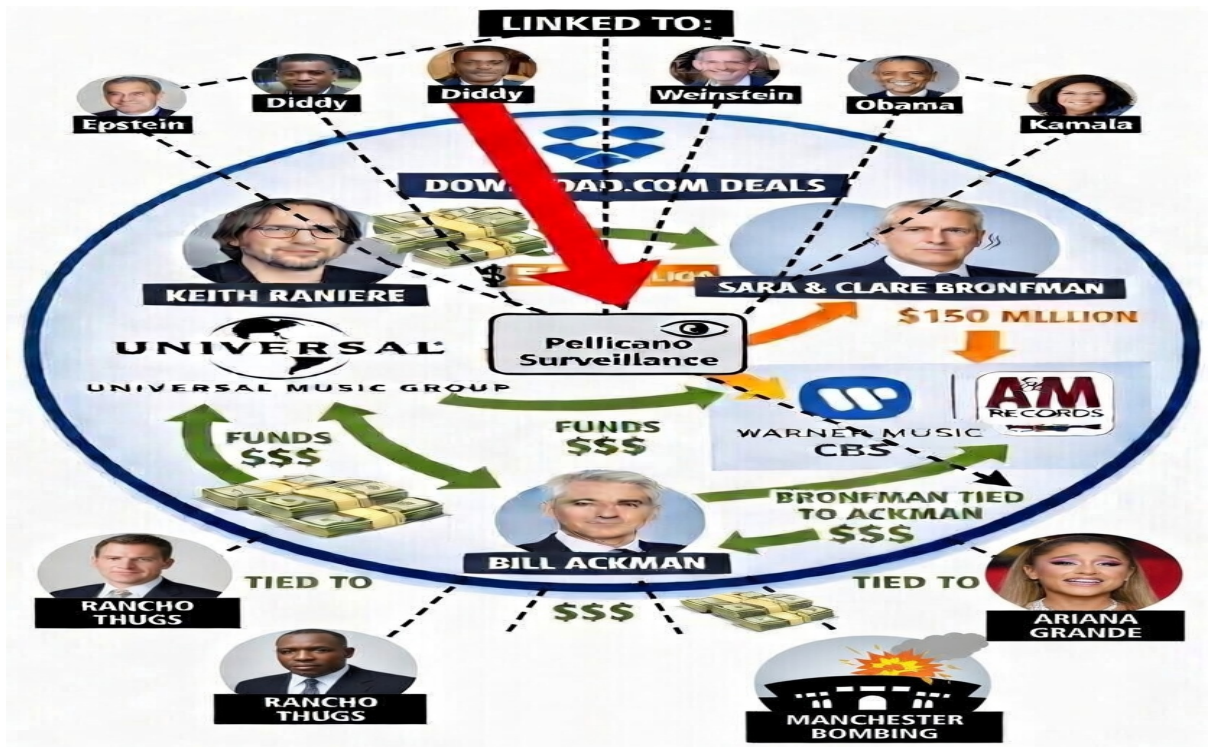 LINKED TO:
Epstein
Diddy
Diddy
Weinstein
Obama
Kamala
DEALS
KEITH RANIERE
$
SARA & CLARE BRONFMAN
$150 MLLLION
UNIVERSAL
UNIVERSAL MUSIC GROUP
Pellicano
Surveillance
WARNER MUSIC
CBS
A&M
RECORDS
FUNDS
$$$
FUNDS
$$$
BRONFMAN TIED
TO ACKMAN
$$$
BILL ACKMAN
RANCHO
THUGS
TIED TO
$$$
TIED TO
ARIANA
GRANDE
RANCHO
THUGS
MANCHESTER
BOMBING